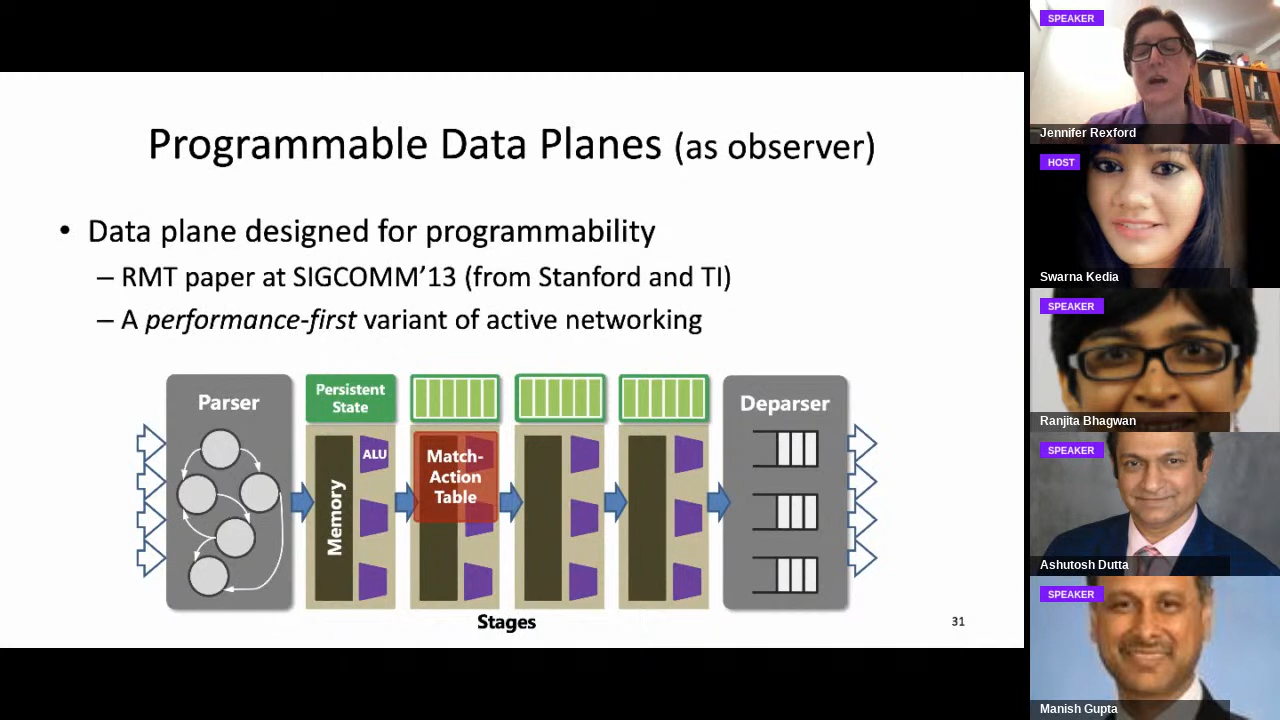 Programmable Data Planes (as observer)
• Data plane designed for programmability
– RMT paper at SIGCOMM'13 (from Stanford and TI)
– A performance-first variant of active networking
Parser
Persistent
State
Deparser
ALU
Memory
Match-
Action
Table
Stages
31
SPEAKER
Jennifer Rexford
HOST
Swarna Kedia
SPEAKER
Ranjita Bhagwan
SPEAKER
Ashutosh Dutta
SPEAKER
Manish Gupta